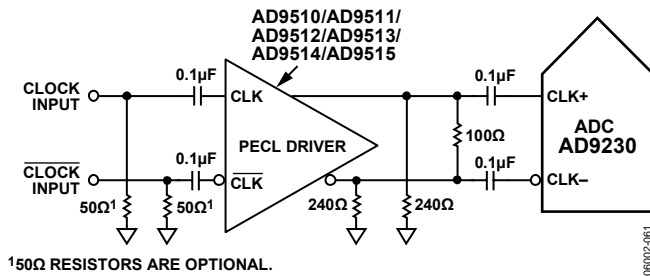 AD9510/AD9511/
AD9512/AD9513/
AD9514/AD9515
CLOCK
INPUT
0.1µF
CLK
PECL DRIVER
0.1µF
CLK+
ADC
AD9230
100Ω
CLOCK
INPUT
0.1µF
CLK
0.1µF
CLK–
50Ω¹
50Ω¹
240Ω
240Ω
¹50Ω RESISTORS ARE OPTIONAL.
06002-061